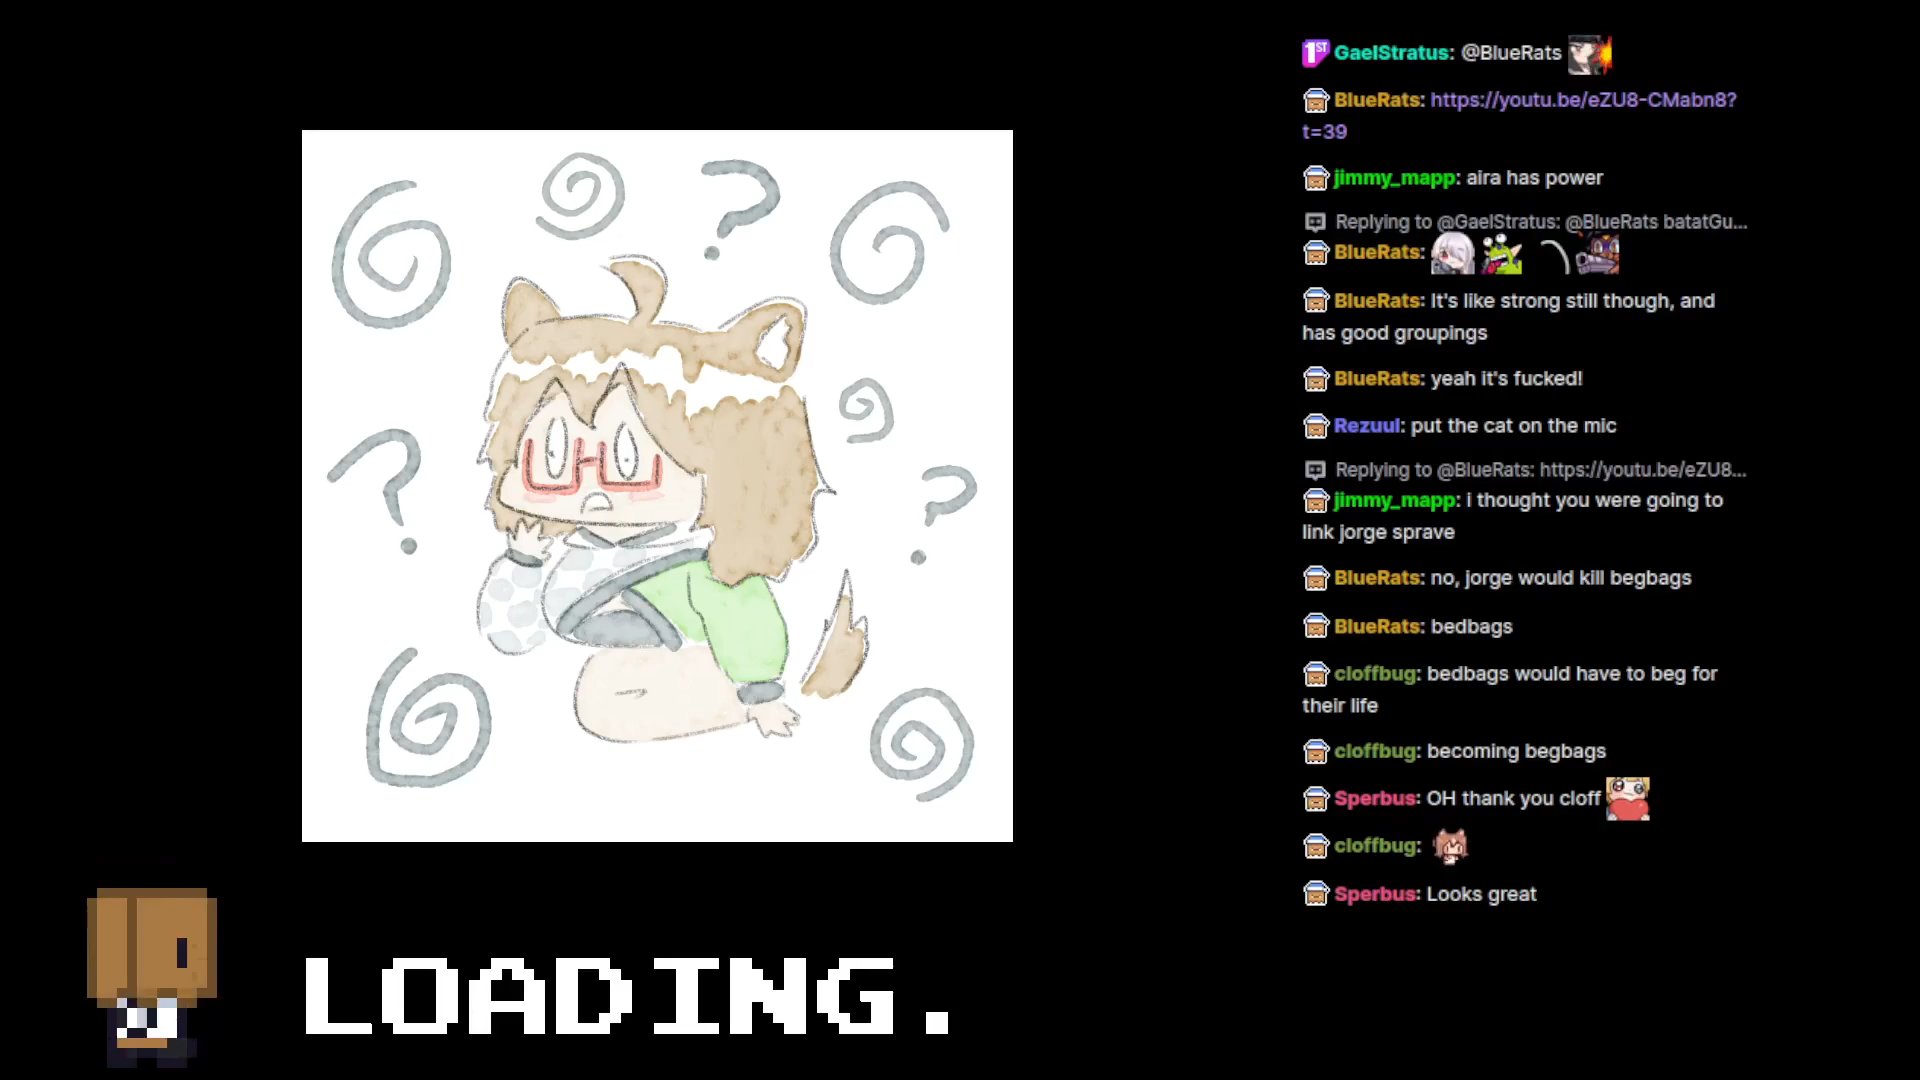 1ST GaelStratus: @BlueRats
BlueRats: https://youtu.be/eZU8-CMabn8?
t=39
jimmy_mapp: aira has power
Replying to @GaelStratus: @BlueRats batatGu...
BlueRats:
BlueRats: It's like strong still though, and
has good groupings
BlueRats: yeah it's fucked!
Rezuul: put the cat on the mic
Replying to @BlueRats: https://youtu.be/eZU8...
jimmy_mapp: i thought you were going to
link jorge sprave
BlueRats: no, jorge would kill begbags
BlueRats: bedbags
cloffbug: bedbags would have to beg for
their life
cloffbug: becoming begbags
Sperbus: OH thank you cloff
cloffbug:
Sperbus: Looks great
? ? ? ?
LOADING.